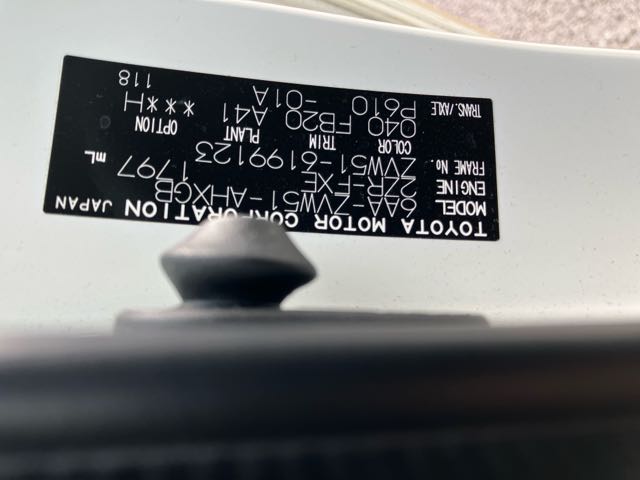 TOYOTA MOTOR CORPORATION JAPAN
MODEL 6AA-ZVW51-AHXGB
ENGINE 2ZR-FXE 1797 mL
FRAME No. ZVW51-6199123
COLOR TRIM PLANT OPTION
040 FB20 A41 ***H
TRANS./AXLE P610 -01A 118